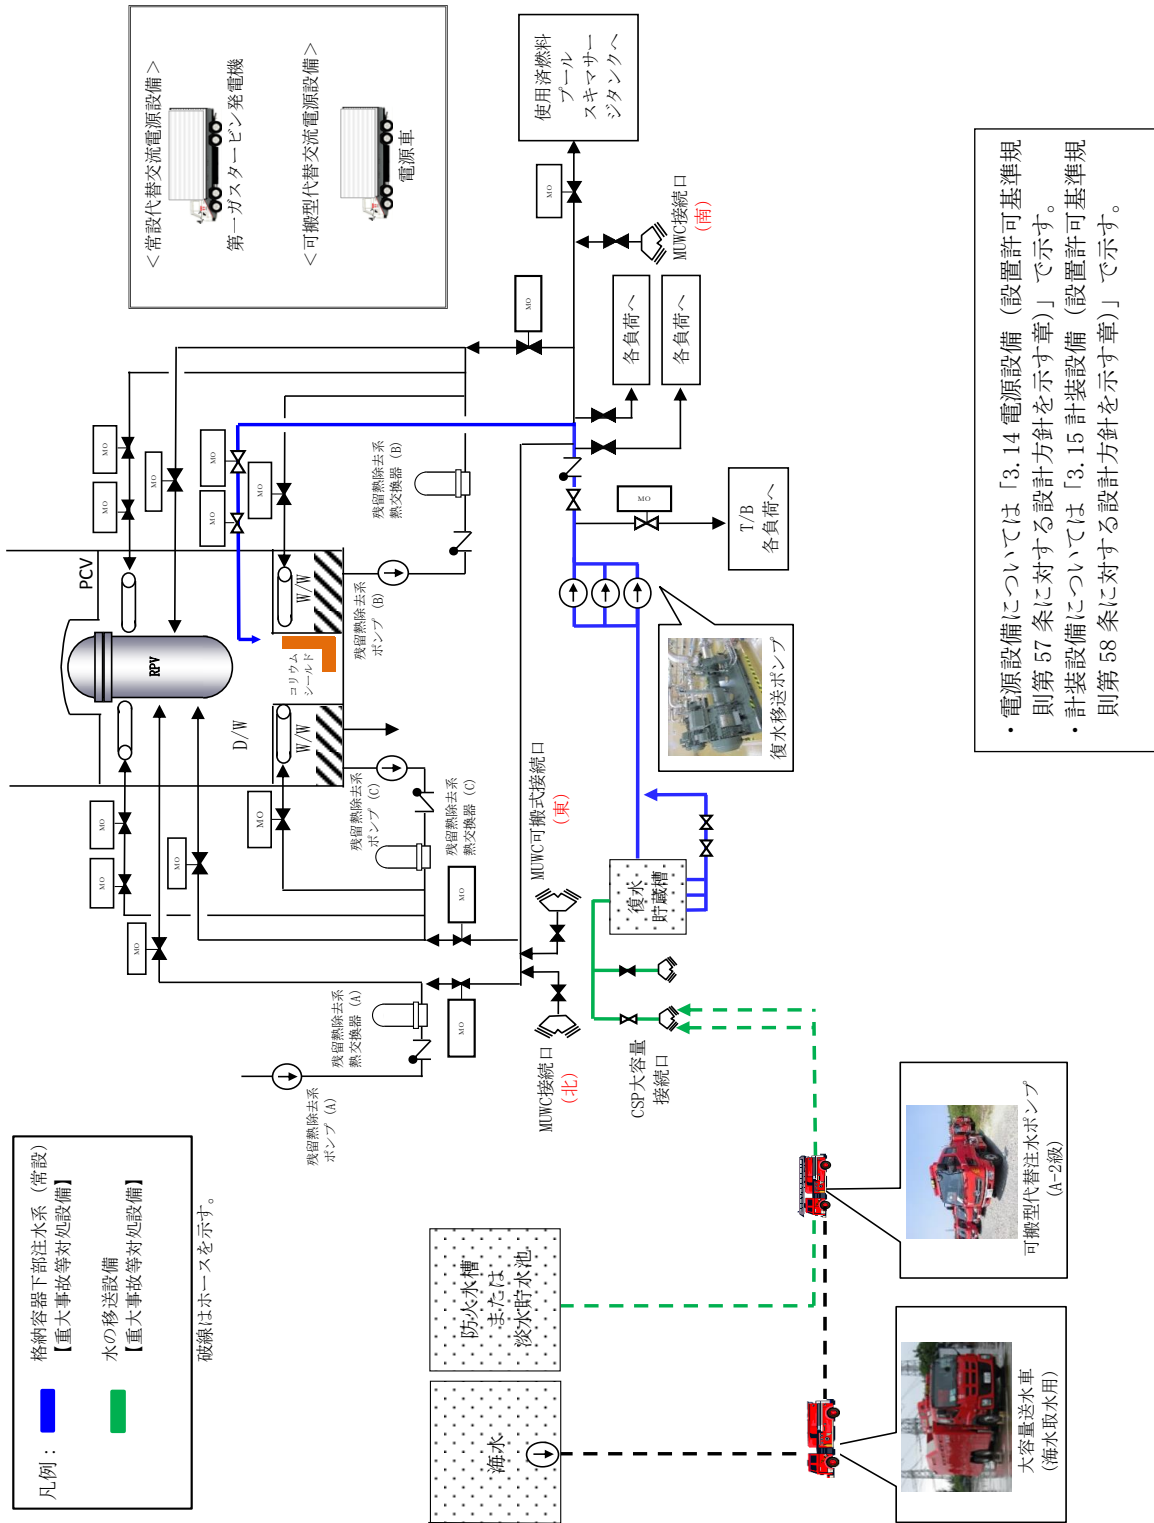 凡例：
格納容器下部注水系（常設）
【重大事故等対処設備】
水の移送設備
【重大事故等対処設備】
破線はホースを示す。
＜常設代替交流電源設備＞
第一ガスタービン発電機
＜可搬型代替交流電源設備＞
電源車
使用済燃料
プール
スキマサー
ジタンクへ
MO
MUWC接続口
(南)
MO
各負荷へ
各負荷へ
MO
T/B
各負荷へ
PCV
RPV
D/W
W/W
W/W
コリウム
シールド
MO
MO
MO
MO
MO
MO
MO
MO
MO
MO
MO
MO
MO
残留熱除去系
熱交換器 (B)
残留熱除去系
ポンプ (B)
残留熱除去系
ポンプ (C)
残留熱除去系
熱交換器 (C)
残留熱除去系
熱交換器 (A)
残留熱除去系
ポンプ (A)
MUWC可搬式接続口
(東)
MUWC接続口
(北)
CSP大容量
接続口
復水
貯蔵槽
復水移送ポンプ
防火水槽
または
淡水貯水池
海水
可搬型代替注水ポンプ
(A-2級)
大容量送水車
(海水取水用)
・電源設備については「3.14 電源設備（設置許可基準規
則第 57 条に対する設計方針を示す章）」で示す。
・計装設備については「3.15 計装設備（設置許可基準規
則第 58 条に対する設計方針を示す章）」で示す。